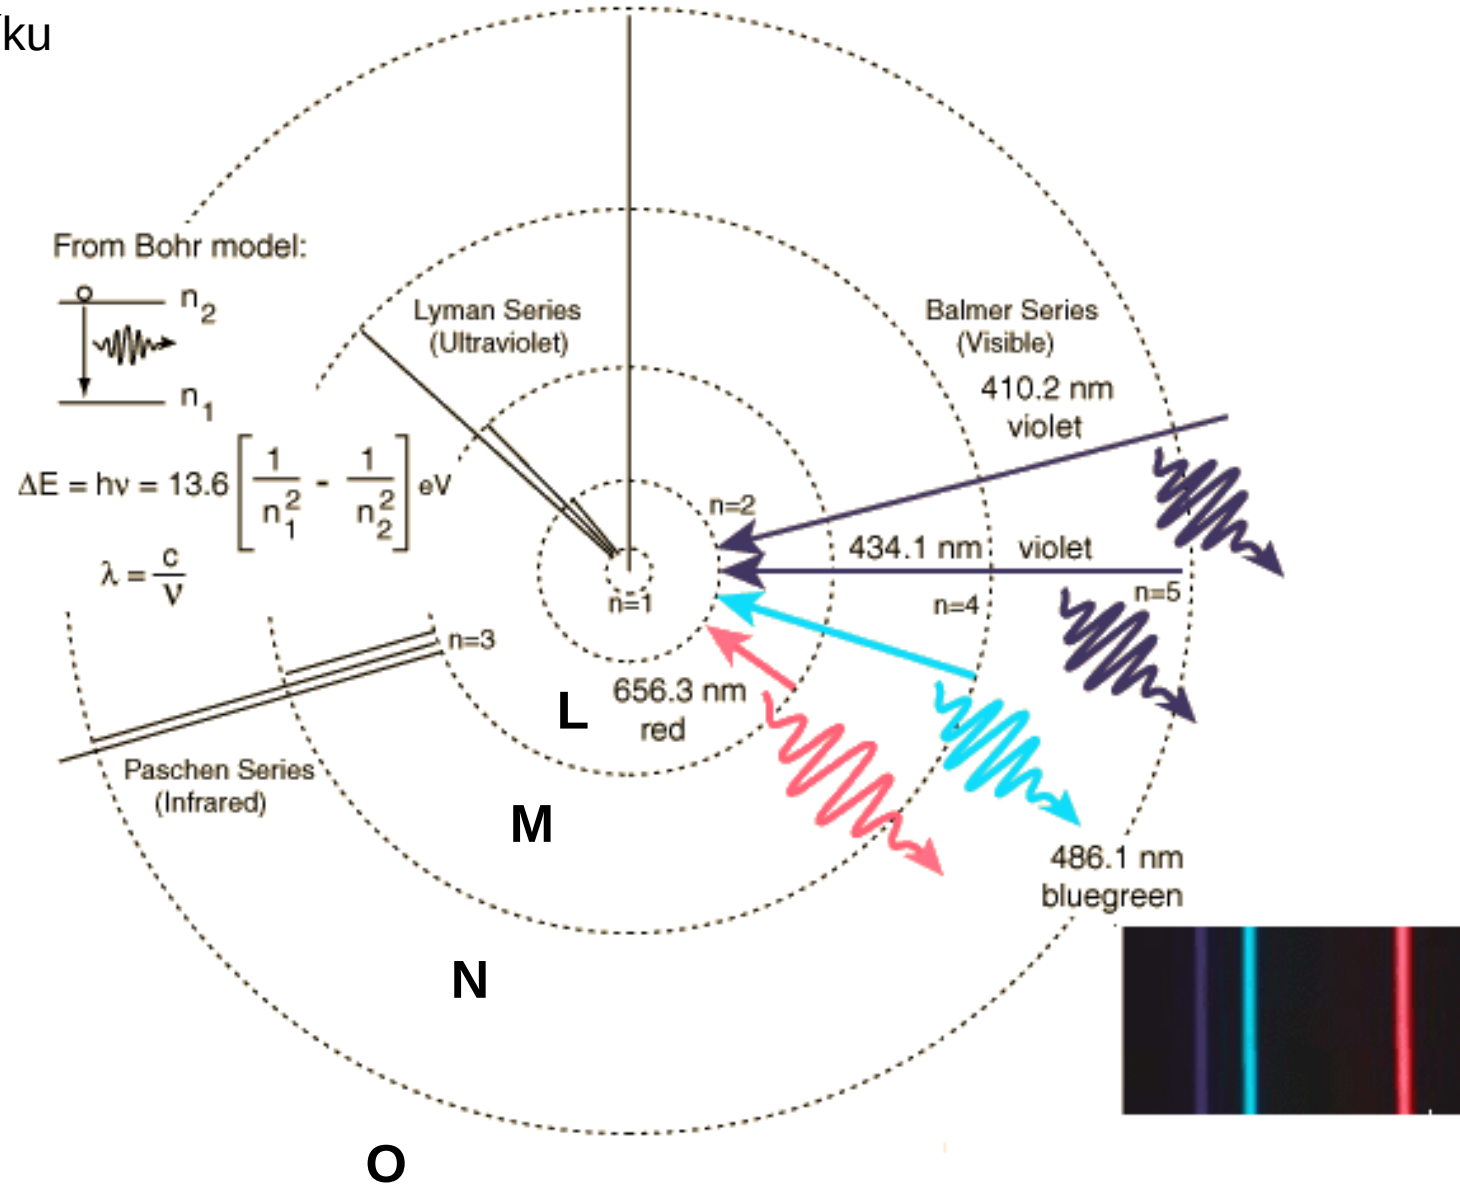 ku
From Bohr model:
n2
n1
ΔE = hν = 13.6 [ 1/n1² - 1/n2² ] eV
λ = c/ν
Lyman Series
(Ultraviolet)
Balmer Series
(Visible)
410.2 nm
violet
n=2
434.1 nm violet
n=5
n=4
n=1
n=3
656.3 nm
red
L
Paschen Series
(Infrared)
M
486.1 nm
bluegreen
N
O